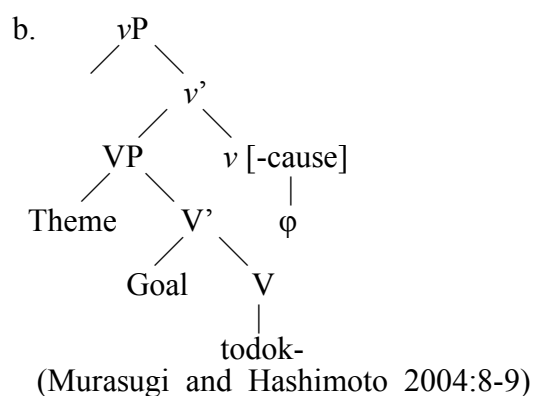 b. vP
v’
VP v [-cause]
Theme V’ φ
Goal V
todok-
(Murasugi and Hashimoto 2004:8-9)